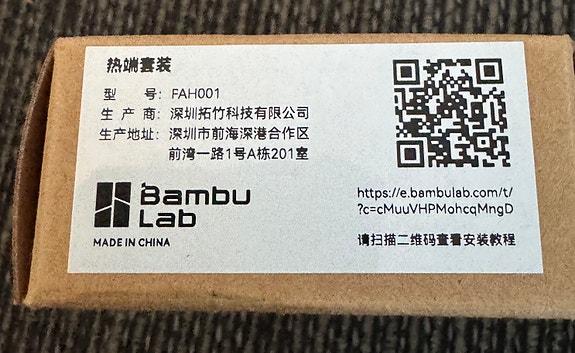 热端套装
型 号： FAH001
生 产 商： 深圳拓竹科技有限公司
生产地址： 深圳市前海深港合作区
前湾一路1号A栋201室
Bambu
Lab
MADE IN CHINA
https://e.bambulab.com/t/
?c=cMuuVHPMohcqMngD
请扫描二维码查看安装教程